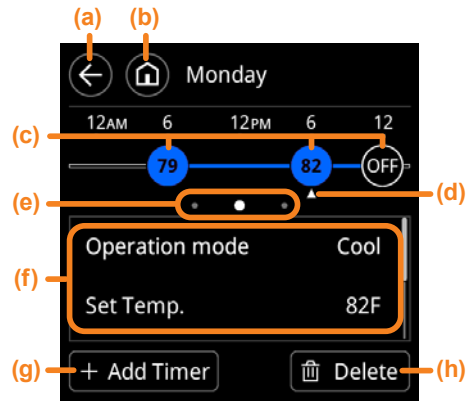 (a) (b)
Monday
12AM 6 12PM 6 12
(c)
79 82 OFF
(d)
(e)
Operation mode Cool
(f)
Set Temp. 82F
(g) + Add Timer Delete (h)